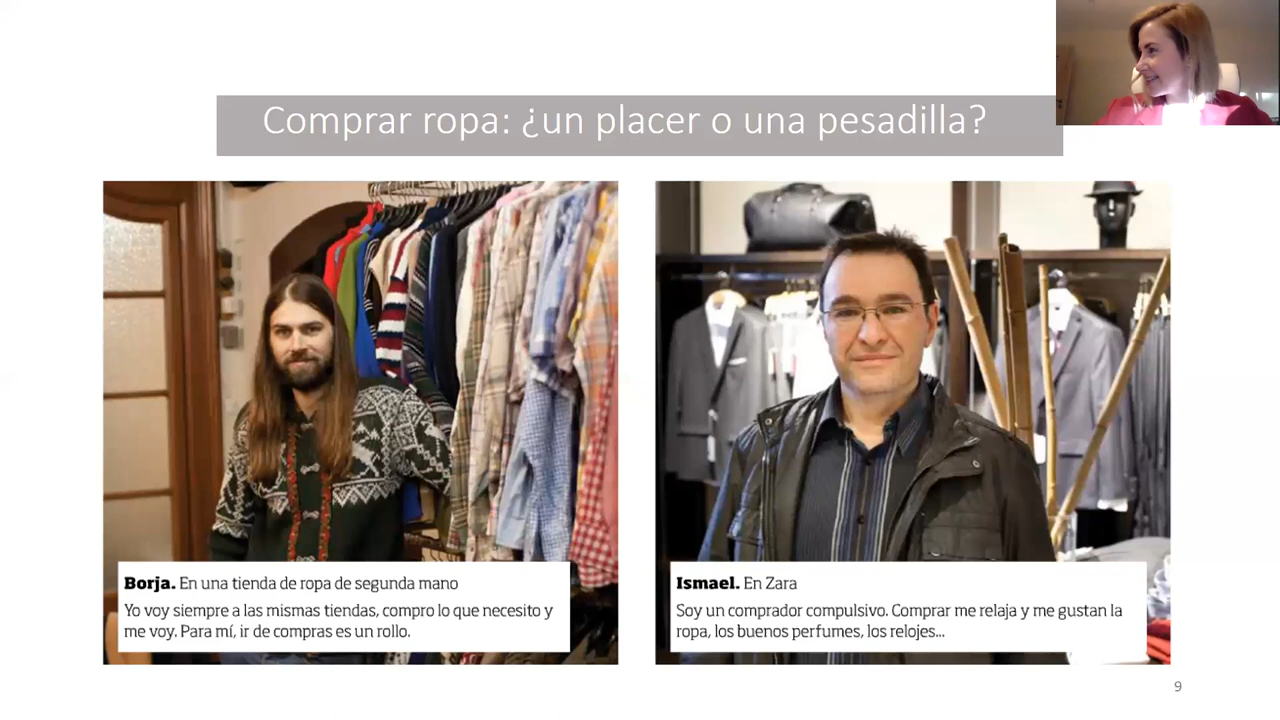 Comprar ropa: ¿un placer o una pesadilla?
Borja. En una tienda de ropa de segunda mano
Yo voy siempre a las mismas tiendas, compro lo que necesito y
me voy. Para mí, ir de compras es un rollo.
Ismael. En Zara
Soy un comprador compulsivo. Comprar me relaja y me gustan la
ropa, los buenos perfumes, los relojes...
9